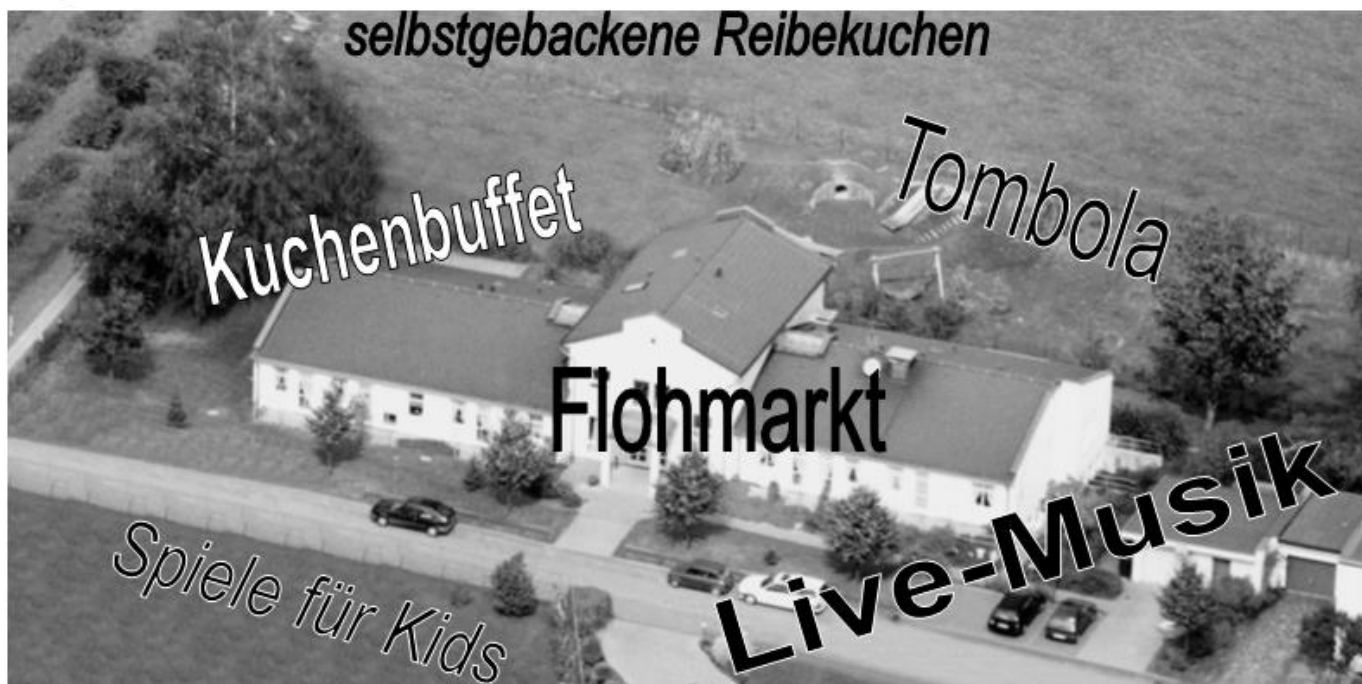 selbstgebackene Reibekuchen
Tombola
Kuchenbuffet
Flohmarkt
Live-Musik
Spiele für Kids